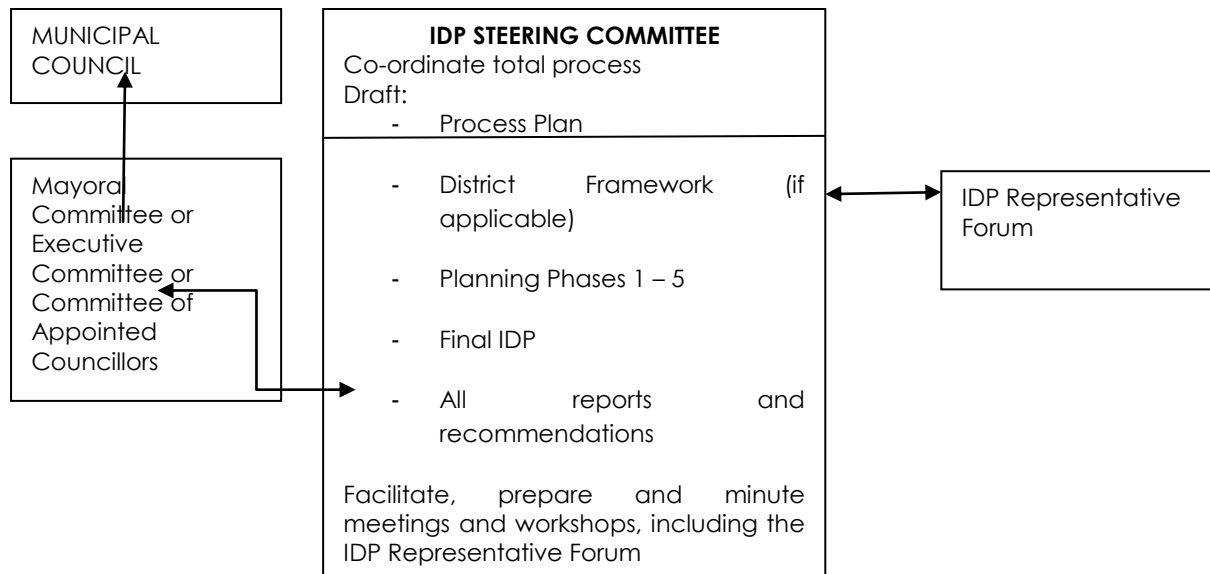 MUNICIPAL
COUNCIL
Mayoral
Committee or
Executive
Committee or
Committee of
Appointed
Councillors
IDP STEERING COMMITTEE
Co-ordinate total process
Draft:
- Process Plan
- District Framework (if
applicable)
- Planning Phases 1 – 5
- Final IDP
- All reports and
recommendations
Facilitate, prepare and minute
meetings and workshops, including the
IDP Representative Forum
IDP Representative
Forum